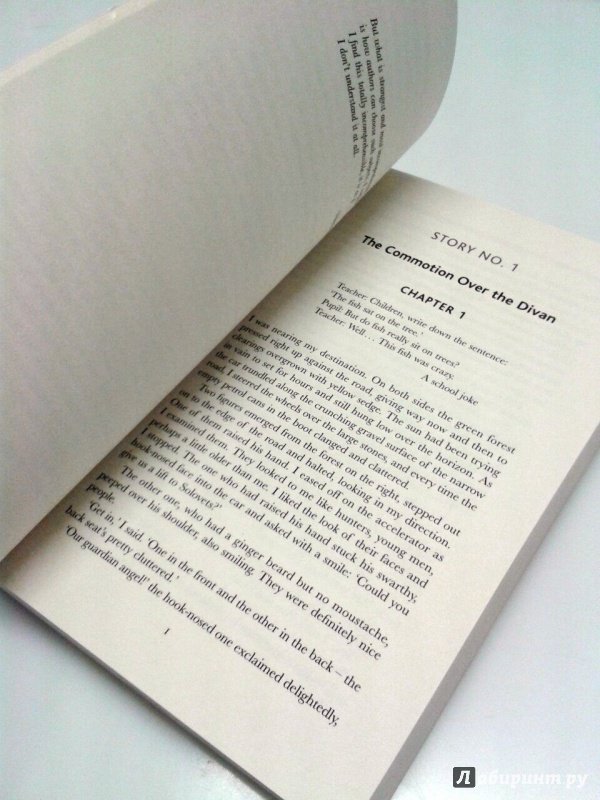 But what is strangest and most
is how authors can choose such
I find this totally incomprehensible,
I don't understand it at all.
STORY NO. 1
The Commotion Over the Divan
CHAPTER 1
Teacher: Children, write down the sentence:
'The fish sat on the tree.'
Pupil: But do fish really sit on trees?
Teacher: Well . . . This fish was crazy.
A school joke
I was nearing my destination. On both sides the green forest
pressed right up against the road, giving way now and then to
clearings overgrown with yellow sedge. The sun had been trying
in vain to set for hours and still hung low over the horizon. As
the car trundled along the crunching gravel surface of the narrow
road, I steered the wheels over the large stones, and every time the
empty petrol cans in the boot clanged and clattered.
Two figures emerged from the forest on the right, stepped out
on to the edge of the road and halted, looking in my direction.
One of them raised his hand. I eased off on the accelerator as
I examined them. They looked to me like hunters, young men,
perhaps a little older than me. I liked the look of their faces and
I stopped. The one who had raised his hand stuck his swarthy,
hook-nosed face into the car and asked with a smile: 'Could you
give us a lift to Solovets?'
The other one, who had a ginger beard but no moustache,
peeped over his shoulder, also smiling. They were definitely nice
people.
'Get in,' I said. 'One in the front and the other in the back – the
back seat's pretty cluttered.'
'Our guardian angel!' the hook-nosed one exclaimed delightedly,
1
Лабиринт.ру